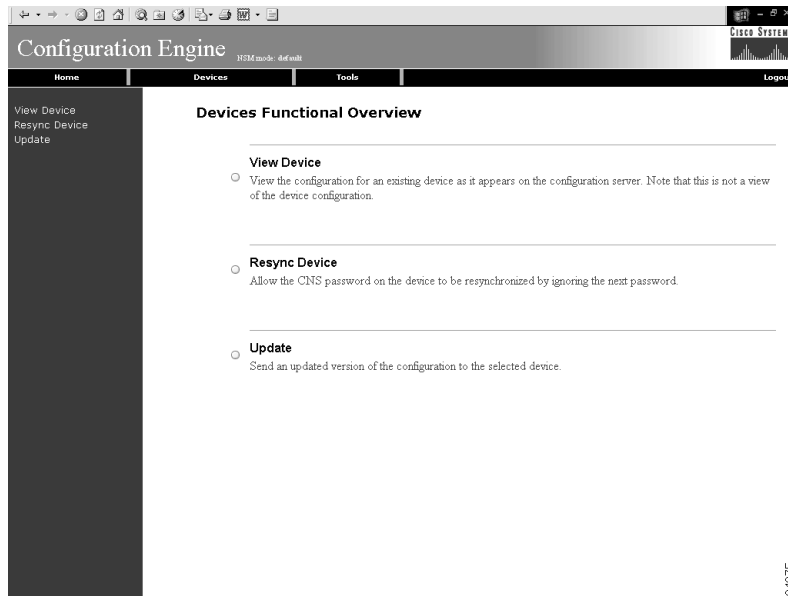 Configuration Engine NSM mode: default
CISCO SYSTEM
Home Devices Tools Logou
View Device
Resync Device
Update
Devices Functional Overview
View Device
View the configuration for an existing device as it appears on the configuration server. Note that this is not a view
of the device configuration.
Resync Device
Allow the CNS password on the device to be resynchronized by ignoring the next password.
Update
Send an updated version of the configuration to the selected device.